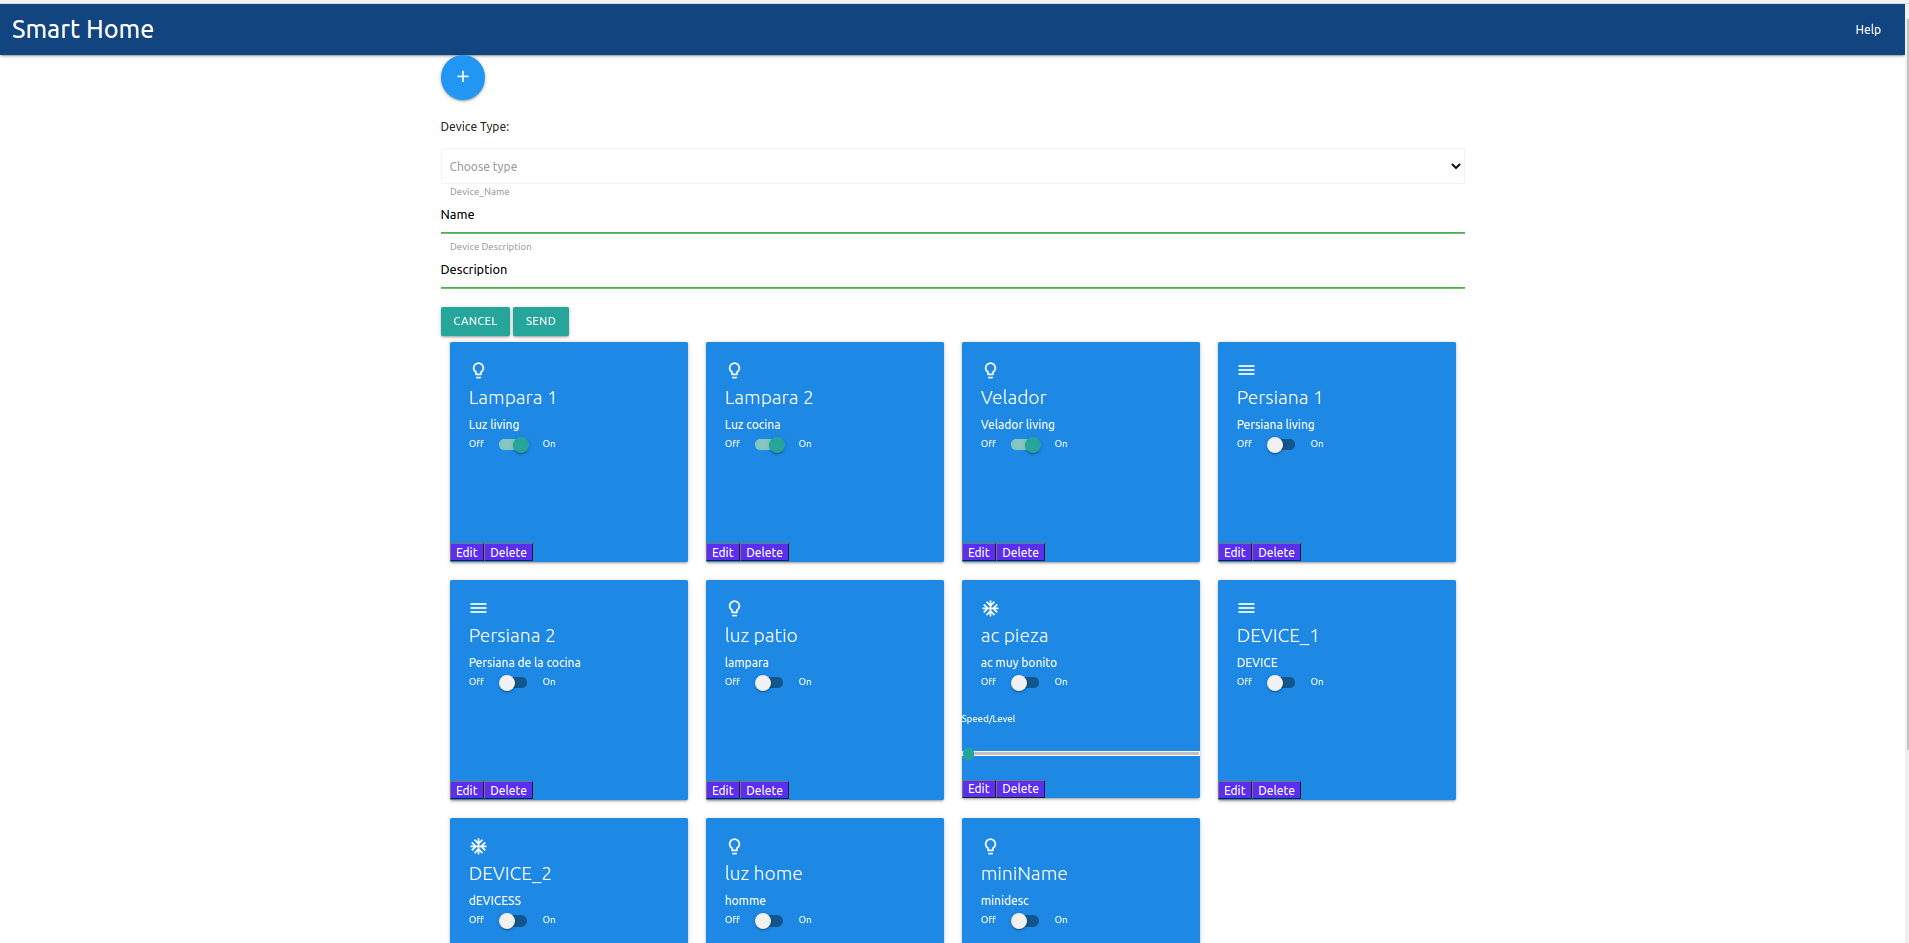 Smart Home
Help
+
Device Type:
Choose type
Device_Name
Name
Device Description
Description
CANCEL SEND
Lampara 1
Luz living
Off On
Edit Delete
Lampara 2
Luz cocina
Off On
Edit Delete
Velador
Velador living
Off On
Edit Delete
Persiana 1
Persiana living
Off On
Edit Delete
Persiana 2
Persiana de la cocina
Off On
Edit Delete
luz patio
lampara
Off On
Edit Delete
ac pieza
ac muy bonito
Off On
Speed/Level
Edit Delete
DEVICE_1
DEVICE
Off On
Edit Delete
DEVICE_2
dEVICESS
Off On
luz home
homme
Off On
miniName
minidesc
Off On